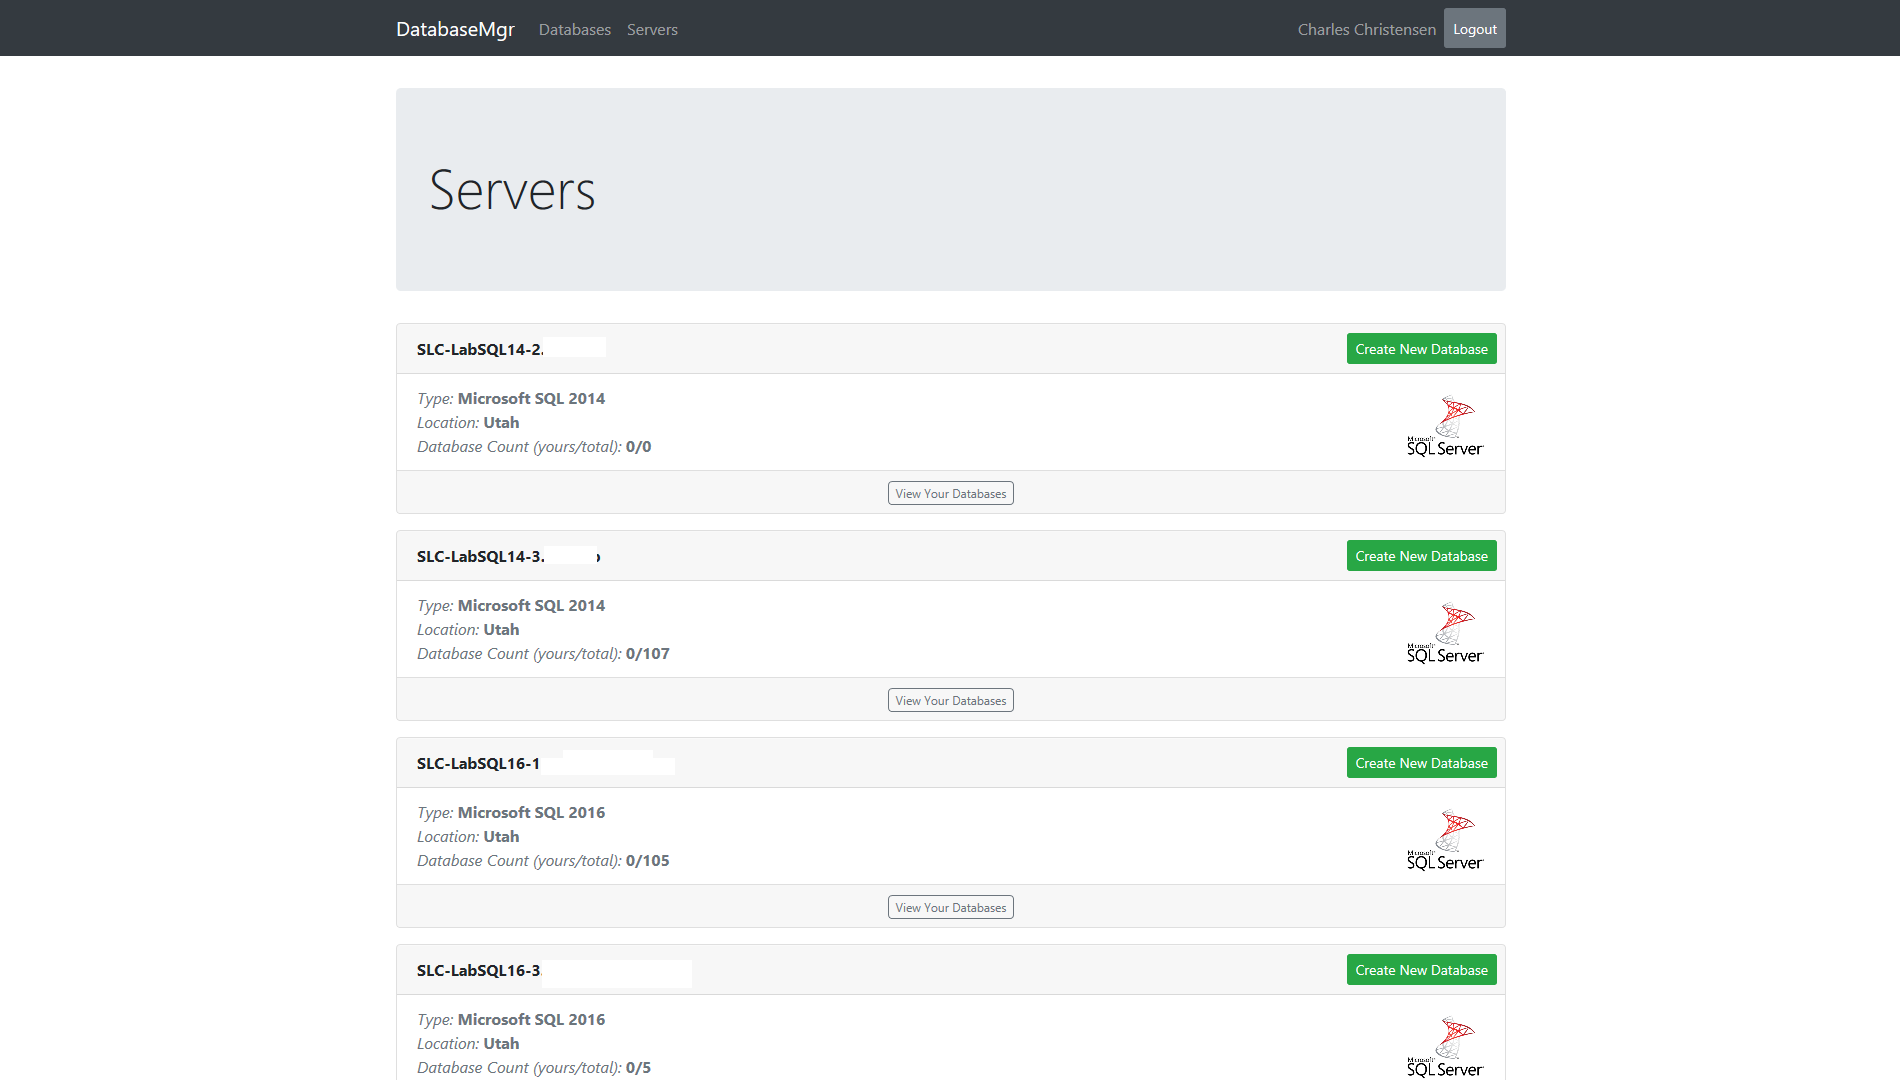 DatabaseMgr Databases Servers Charles Christensen Logout
Servers
SLC-LabSQL14-2. Create New Database
Type: Microsoft SQL 2014
Location: Utah
Database Count (yours/total): 0/0
Microsoft
SQL Server
View Your Databases
SLC-LabSQL14-3. Create New Database
Type: Microsoft SQL 2014
Location: Utah
Database Count (yours/total): 0/107
Microsoft
SQL Server
View Your Databases
SLC-LabSQL16-1 Create New Database
Type: Microsoft SQL 2016
Location: Utah
Database Count (yours/total): 0/105
Microsoft
SQL Server
View Your Databases
SLC-LabSQL16-3 Create New Database
Type: Microsoft SQL 2016
Location: Utah
Database Count (yours/total): 0/5
Microsoft
SQL Server